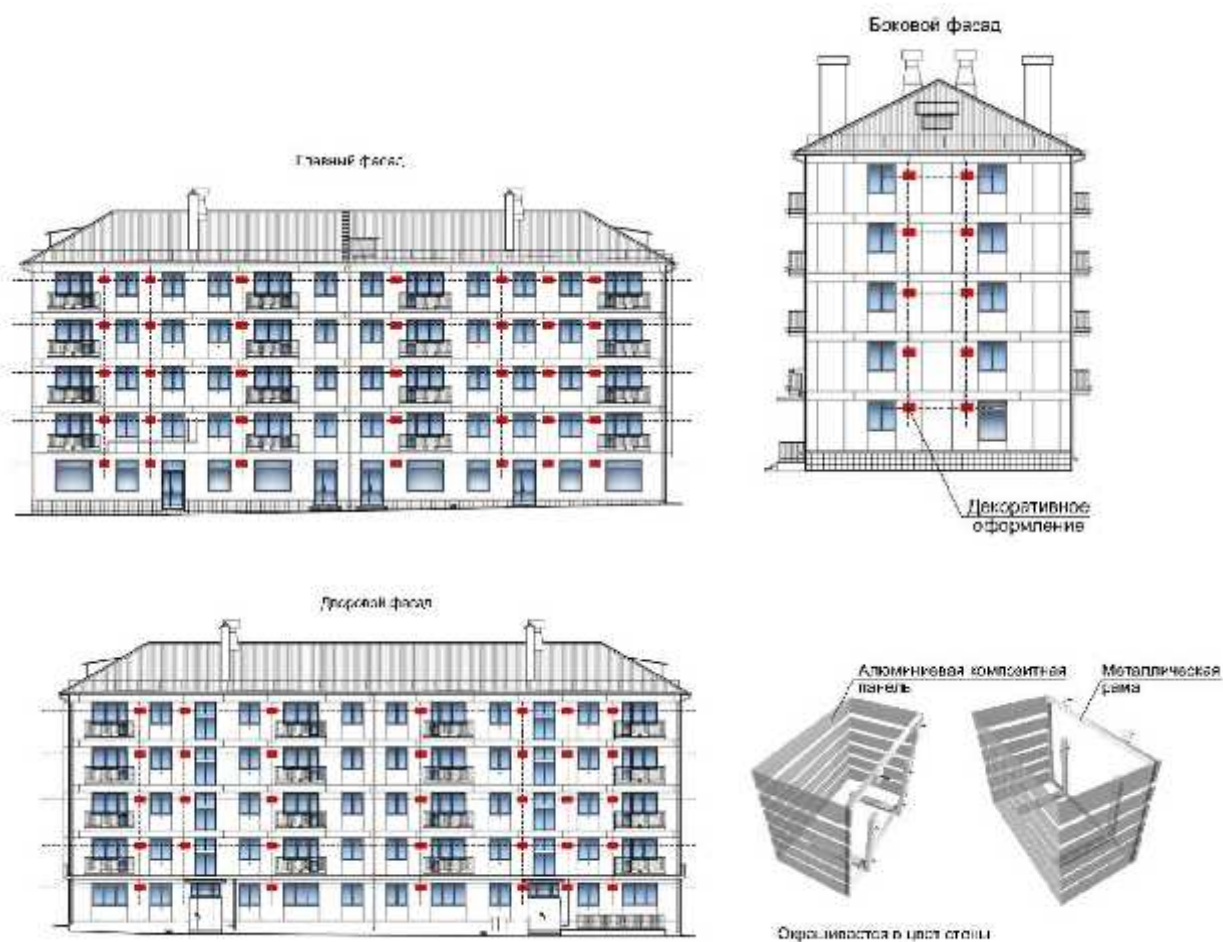 Боковой фасад
Главный фасад
Декоративное
оформление
Дворовой фасад
Алюминиевая композитная
панель
Металлическая
рама
Окрашивается в цвет стены